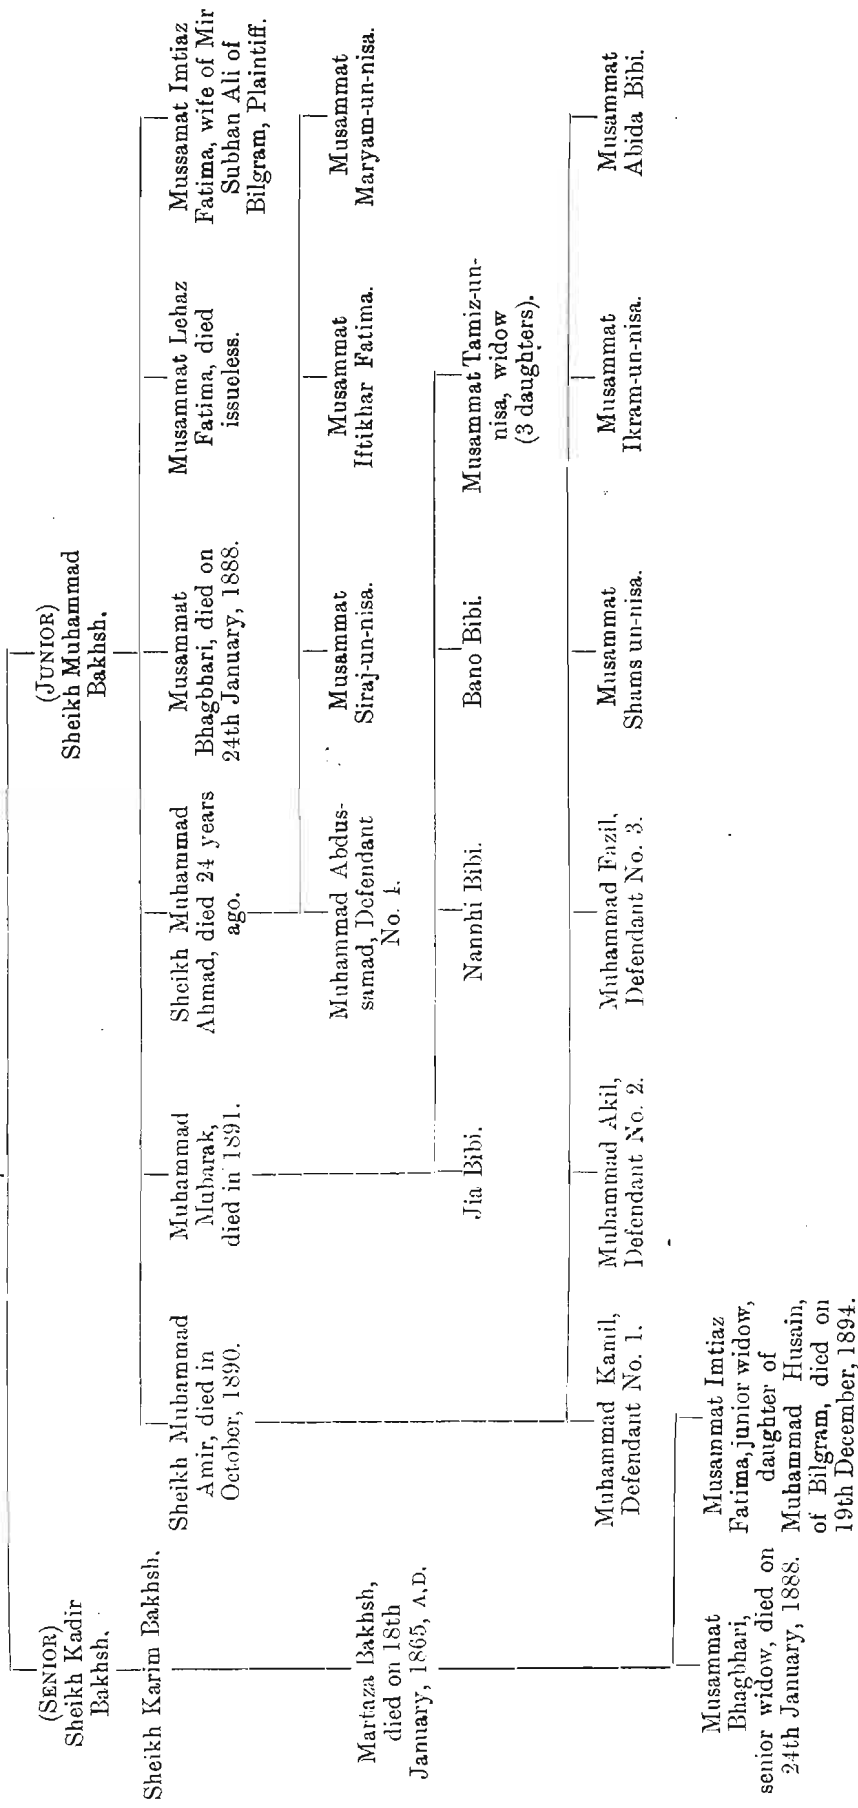 (SENIOR)
Sheikh Kadir
Bakhsh.
(JUNIOR)
Sheikh Muhammad
Bakhsh.
Sheikh Karim Bakhsh.
Sheikh Muhammad
Amir, died in
October, 1890.
Muhammad
Mubarak,
died in 1891.
Sheikh Muhammad
Ahmad, died 24 years
ago.
Musammat
Bhagbhari, died on
24th January, 1888.
Musammat Lehaz
Fatima, died
issueless.
Mussamat Imtiaz
Fatima, wife of Mir
Subhan Ali of
Bilgram, Plaintiff.
Martaza Bakhsh,
died on 18th
January, 1865, A.D.
Muhammad Abdus-
samad, Defendant
No. 4.
Musammat
Siraj-un-nisa.
Musammat
Iftikhar Fatima.
Musammat
Maryam-un-nisa.
Jia Bibi.
Nannhi Bibi.
Bano Bibi.
Musammat Tamiz-un-
nisa, widow
(3 daughters).
Muhammad Kamil,
Defendant No. 1.
Muhammad Akil,
Defendant No. 2.
Muhammad Fazil,
Defendant No. 3.
Musammat
Shams un-nisa.
Musammat
Ikram-un-nisa.
Musammat
Abida Bibi.
Musammat
Bhagbhari,
senior widow, died on
24th January, 1888.
Musammat Imtiaz
Fatima, junior widow,
daughter of
Muhammad Husain,
of Bilgram, died on
19th December, 1894.